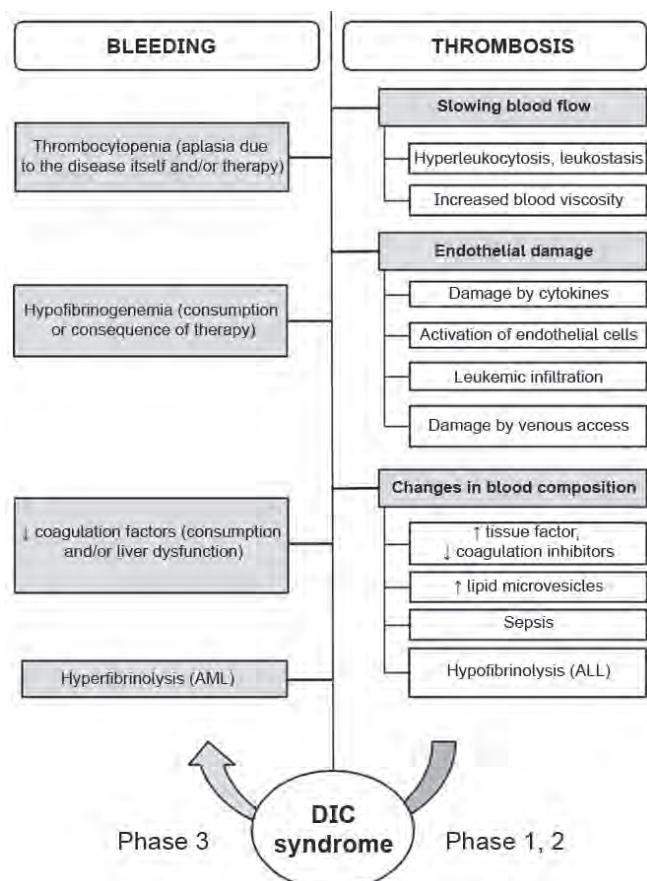 BLEEDING
Thrombocytopenia (aplasia due
to the disease itself and/or therapy)
Hypofibrinogenemia (consumption
or consequence of therapy)
↓ coagulation factors (consumption
and/or liver dysfunction)
Hyperfibrinolysis (AML)
THROMBOSIS
Slowing blood flow
Hyperleukocytosis, leukostasis
Increased blood viscosity
Endothelial damage
Damage by cytokines
Activation of endothelial cells
Leukemic infiltration
Damage by venous access
Changes in blood composition
↑ tissue factor,
↓ coagulation inhibitors
↑ lipid microvesicles
Sepsis
Hypofibrinolysis (ALL)
Phase 3
DIC
syndrome
Phase 1, 2